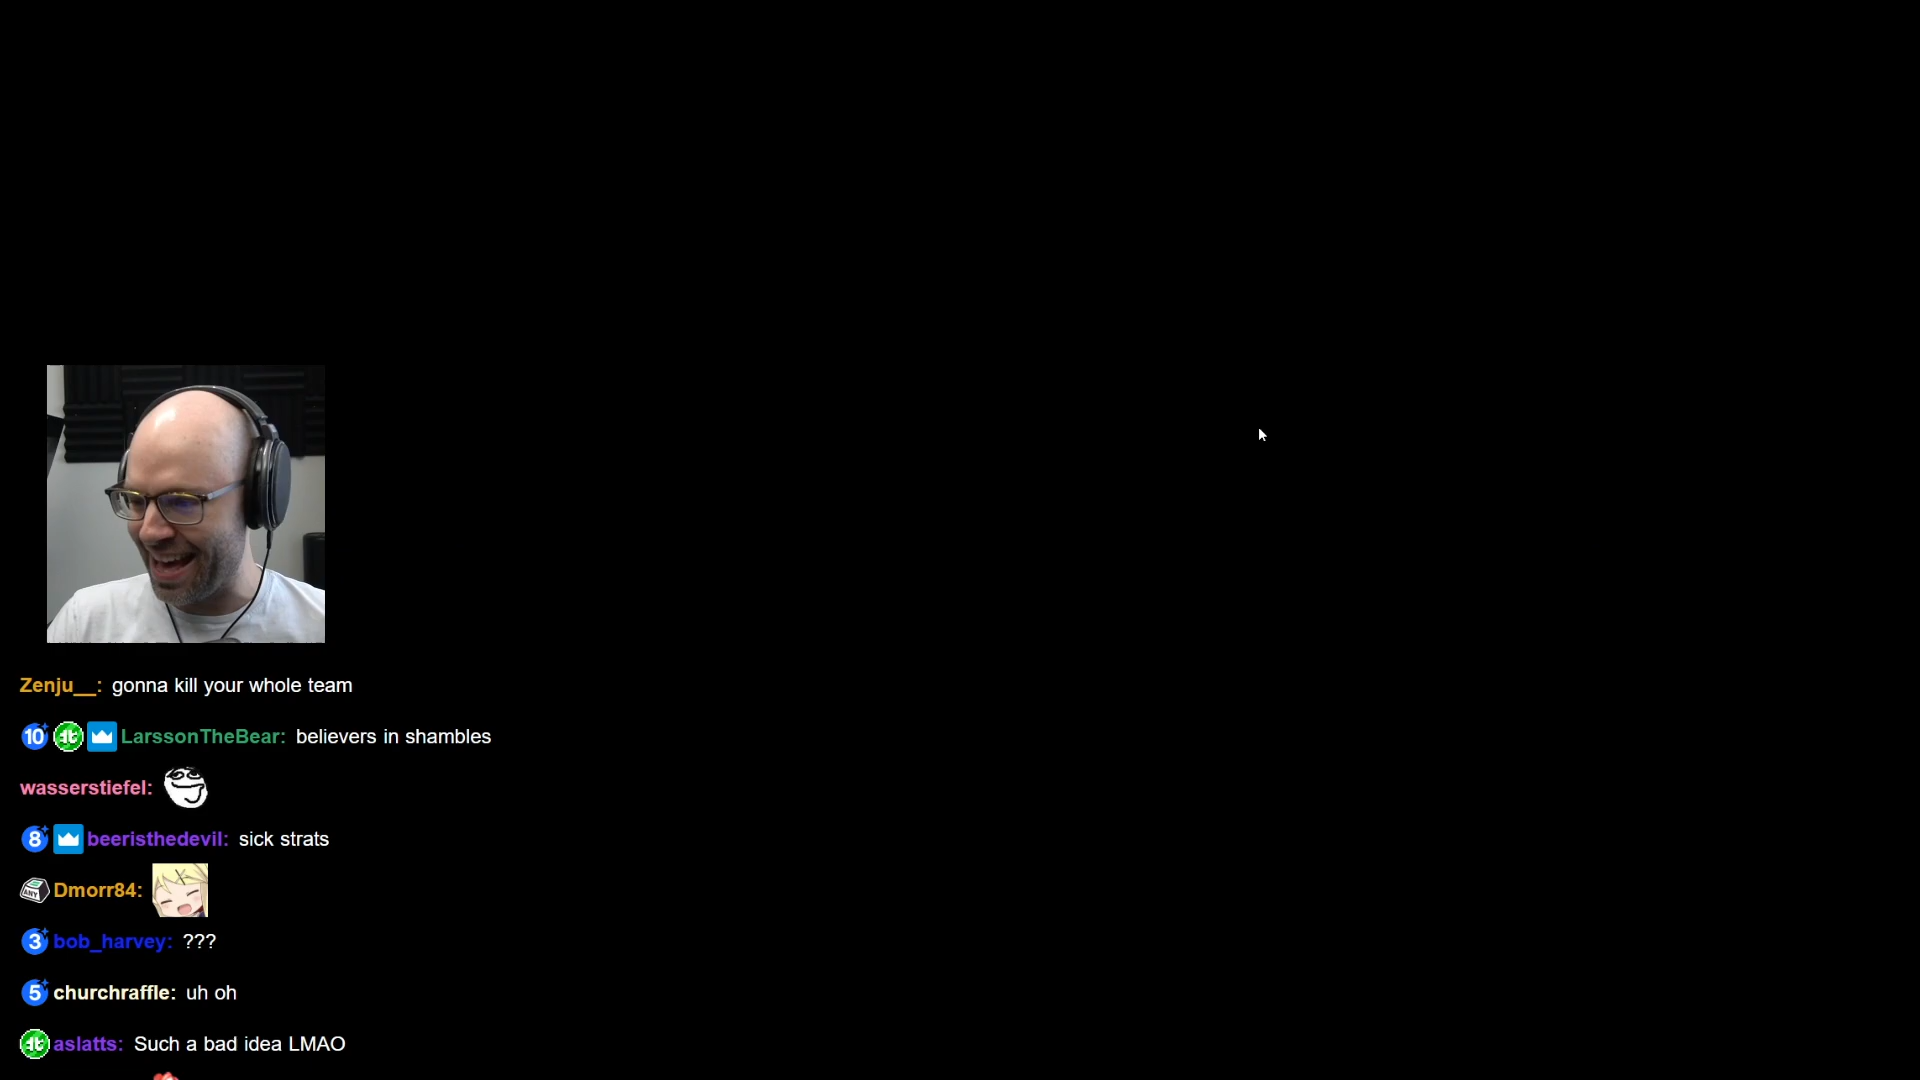 Zenju__: gonna kill your whole team
10 LarssonTheBear: believers in shambles
wasserstiefel:
8 beeristhedevil: sick strats
ANY Dmorr84:
3 bob_harvey: ???
5 churchraffle: uh oh
aslatts: Such a bad idea LMAO